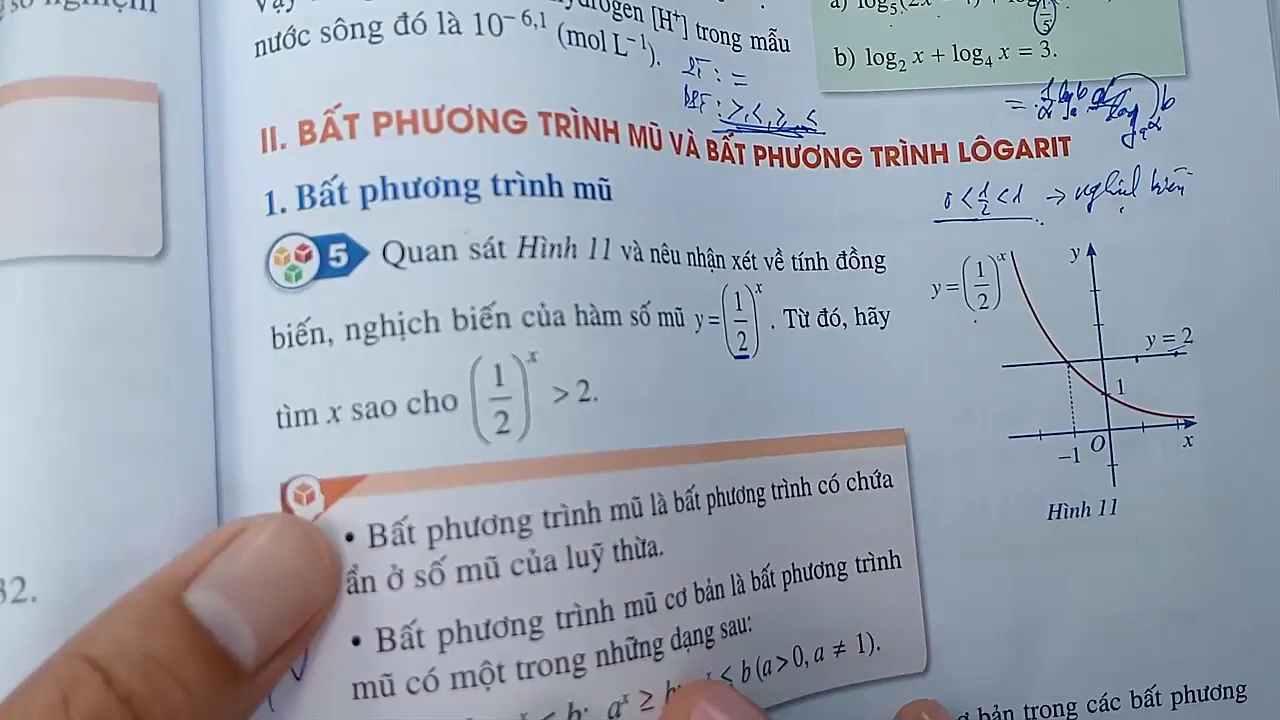 [H⁺] trong mẫu
nước sông đó là 10⁻⁶,¹ (mol L⁻¹).
b) log₂ x + log₄ x = 3.
II. BẤT PHƯƠNG TRÌNH MŨ VÀ BẤT PHƯƠNG TRÌNH LÔGARIT
1. Bất phương trình mũ
0 < 1/2 < 1 → nghịch biến
5 Quan sát Hình 11 và nêu nhận xét về tính đồng
biến, nghịch biến của hàm số mũ y = (1/2)ˣ. Từ đó, hãy
tìm x sao cho (1/2)ˣ > 2.
y
y = (1/2)ˣ
y = 2
1
-1 O x
Hình 11
• Bất phương trình mũ là bất phương trình có chứa
ẩn ở số mũ của luỹ thừa.
• Bất phương trình mũ cơ bản là bất phương trình
mũ có một trong những dạng sau:
aˣ ≥ b; < b (a > 0, a ≠ 1).
bản trong các bất phương
32.